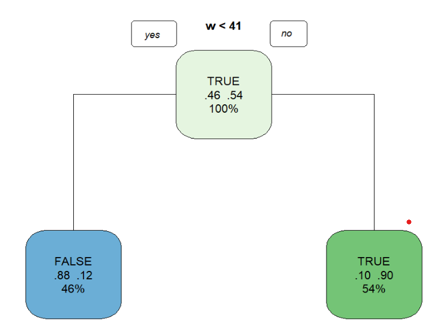 w < 41
yes
no
TRUE
.46 .54
100%
FALSE
.88 .12
46%
TRUE
.10 .90
54%